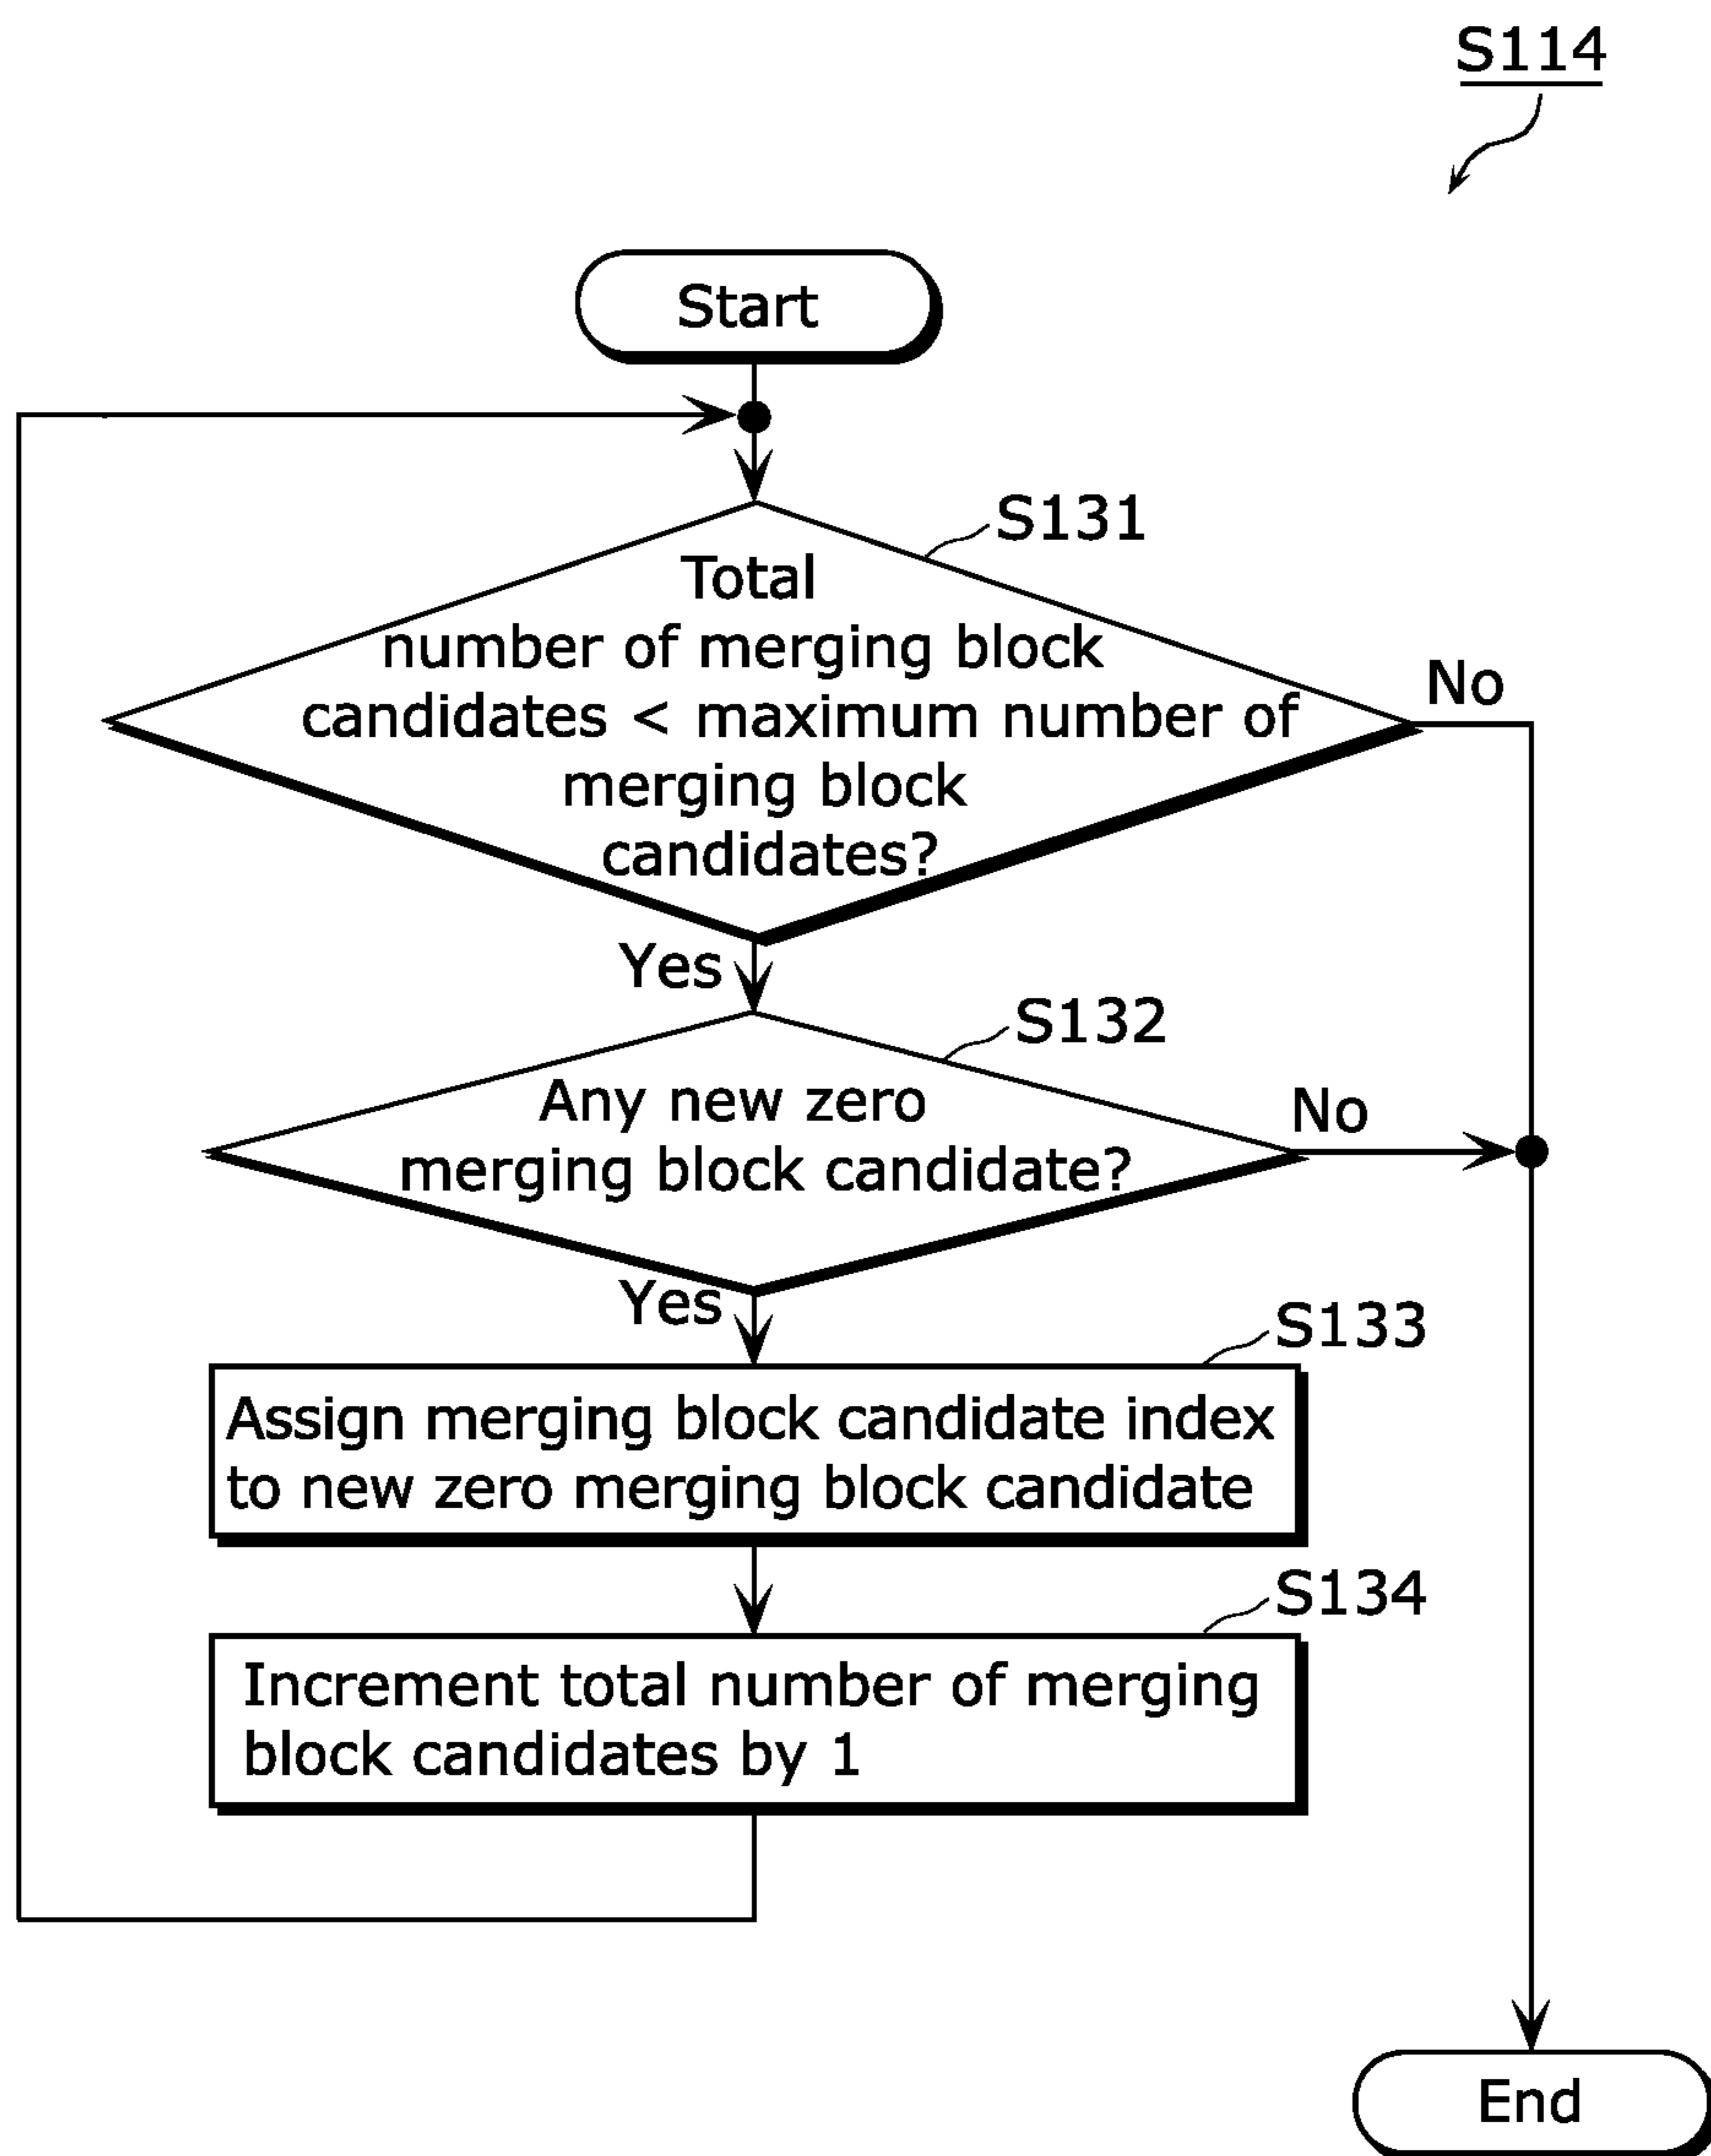 S114
Start
S131
Total
number of merging block
candidates < maximum number of
merging block
candidates?
No
Yes
S132
Any new zero
merging block candidate?
No
Yes
S133
Assign merging block candidate index
to new zero merging block candidate
S134
Increment total number of merging
block candidates by 1
End